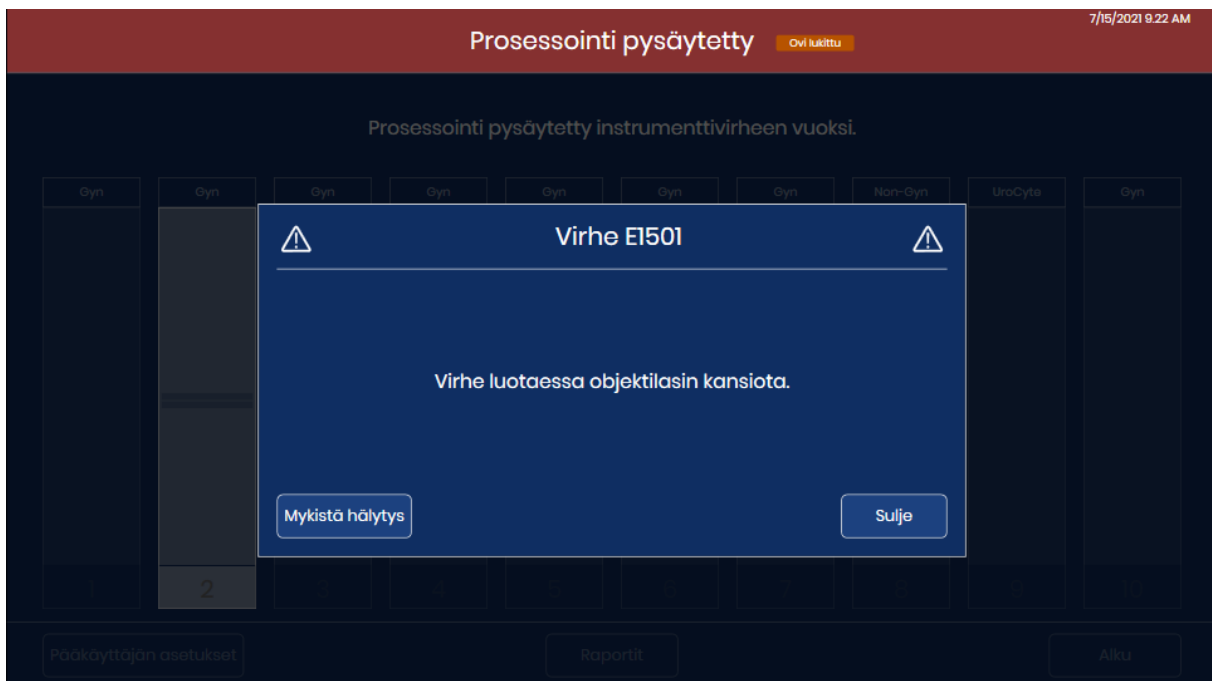 7/15/2021 9.22 AM
Prosessointi pysäytetty Ovi lukittu
Prosessointi pysäytetty instrumenttivirheen vuoksi.
Gyn Gyn Gyn Gyn Gyn Gyn Gyn Non-Gyn UroCyte Gyn
Virhe E1501
Virhe luotaessa objektilasin kansiota.
Mykistä hälytys Sulje
1 2 3 4 5 6 7 8 9 10
Pääkäyttäjän asetukset Raportit Alku